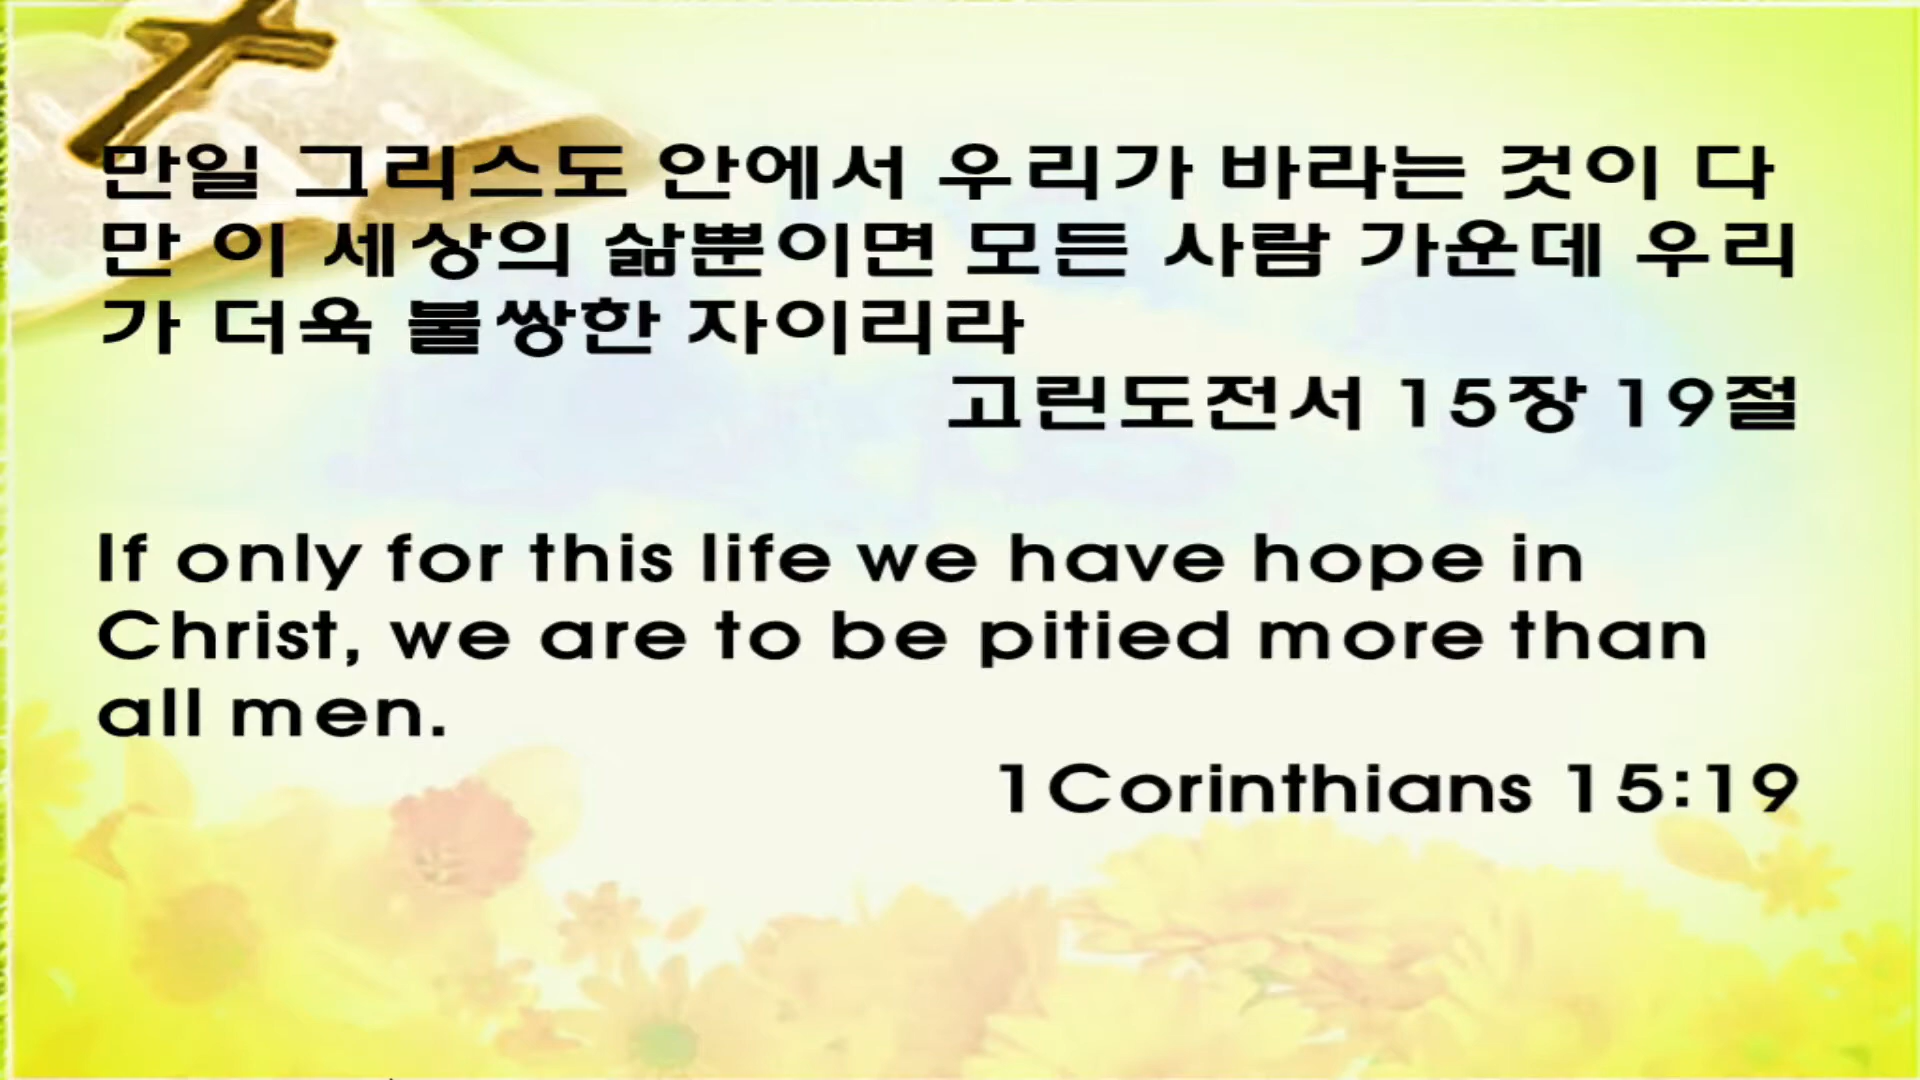 만일 그리스도 안에서 우리가 바라는 것이 다
만 이 세상의 삶뿐이면 모든 사람 가운데 우리
가 더욱 불쌍한 자이리라
고린도전서 15장 19절
If only for this life we have hope in
Christ, we are to be pitied more than
all men.
1Corinthians 15:19